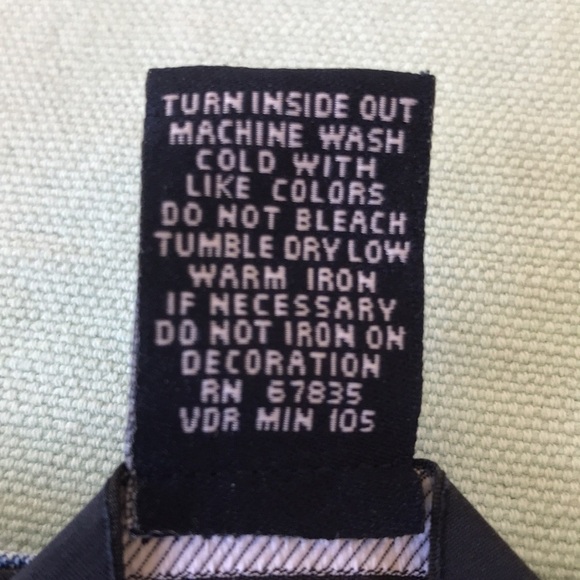 TURN INSIDE OUT
MACHINE WASH
COLD WITH
LIKE COLORS
DO NOT BLEACH
TUMBLE DRY LOW
WARM IRON
IF NECESSARY
DO NOT IRON ON
DECORATION
RN 67835
VDR MIN 105